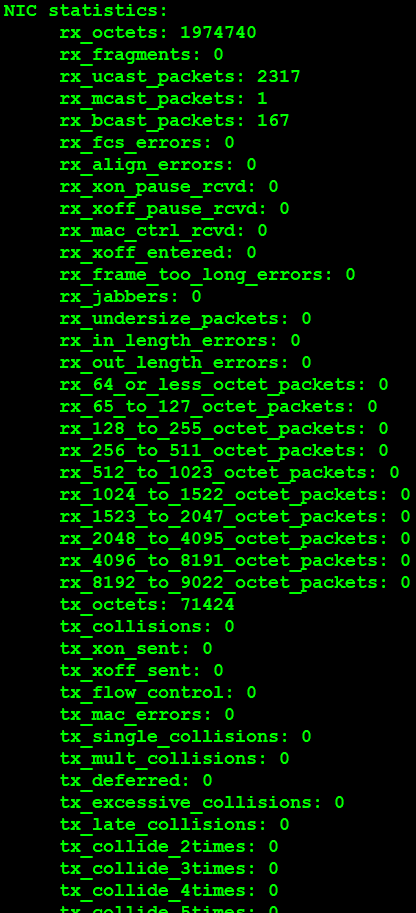 NIC statistics:
rx_octets: 1974740
rx_fragments: 0
rx_ucast_packets: 2317
rx_mcast_packets: 1
rx_bcast_packets: 167
rx_fcs_errors: 0
rx_align_errors: 0
rx_xon_pause_rcvd: 0
rx_xoff_pause_rcvd: 0
rx_mac_ctrl_rcvd: 0
rx_xoff_entered: 0
rx_frame_too_long_errors: 0
rx_jabbers: 0
rx_undersize_packets: 0
rx_in_length_errors: 0
rx_out_length_errors: 0
rx_64_or_less_octet_packets: 0
rx_65_to_127_octet_packets: 0
rx_128_to_255_octet_packets: 0
rx_256_to_511_octet_packets: 0
rx_512_to_1023_octet_packets: 0
rx_1024_to_1522_octet_packets: 0
rx_1523_to_2047_octet_packets: 0
rx_2048_to_4095_octet_packets: 0
rx_4096_to_8191_octet_packets: 0
rx_8192_to_9022_octet_packets: 0
tx_octets: 71424
tx_collisions: 0
tx_xon_sent: 0
tx_xoff_sent: 0
tx_flow_control: 0
tx_mac_errors: 0
tx_single_collisions: 0
tx_mult_collisions: 0
tx_deferred: 0
tx_excessive_collisions: 0
tx_late_collisions: 0
tx_collide_2times: 0
tx_collide_3times: 0
tx_collide_4times: 0
tx_collide_5times: 0